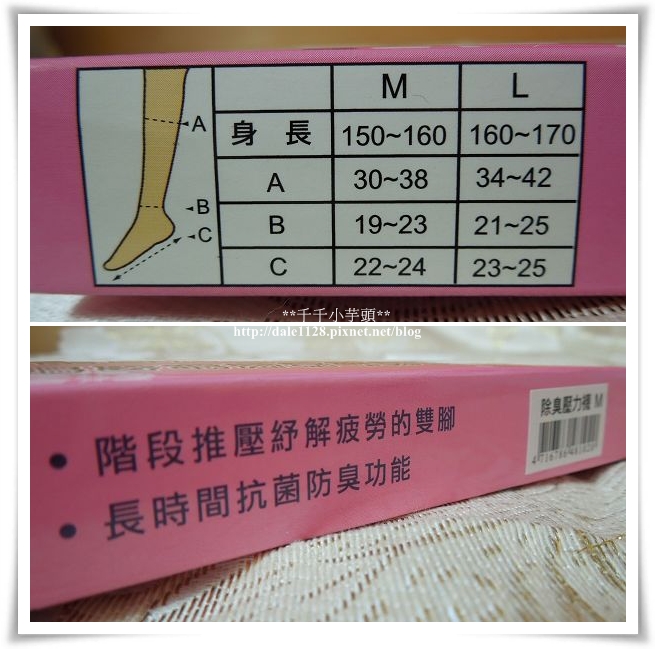 M L
身 長 150~160 160~170
A 30~38 34~42
B 19~23 21~25
C 22~24 23~25
A
B
C
**千千小芋頭**
http://dale1128.pixnet.net/blog
• 階段推壓紓解疲勞的雙腳
• 長時間抗菌防臭功能
除臭壓力襪 M